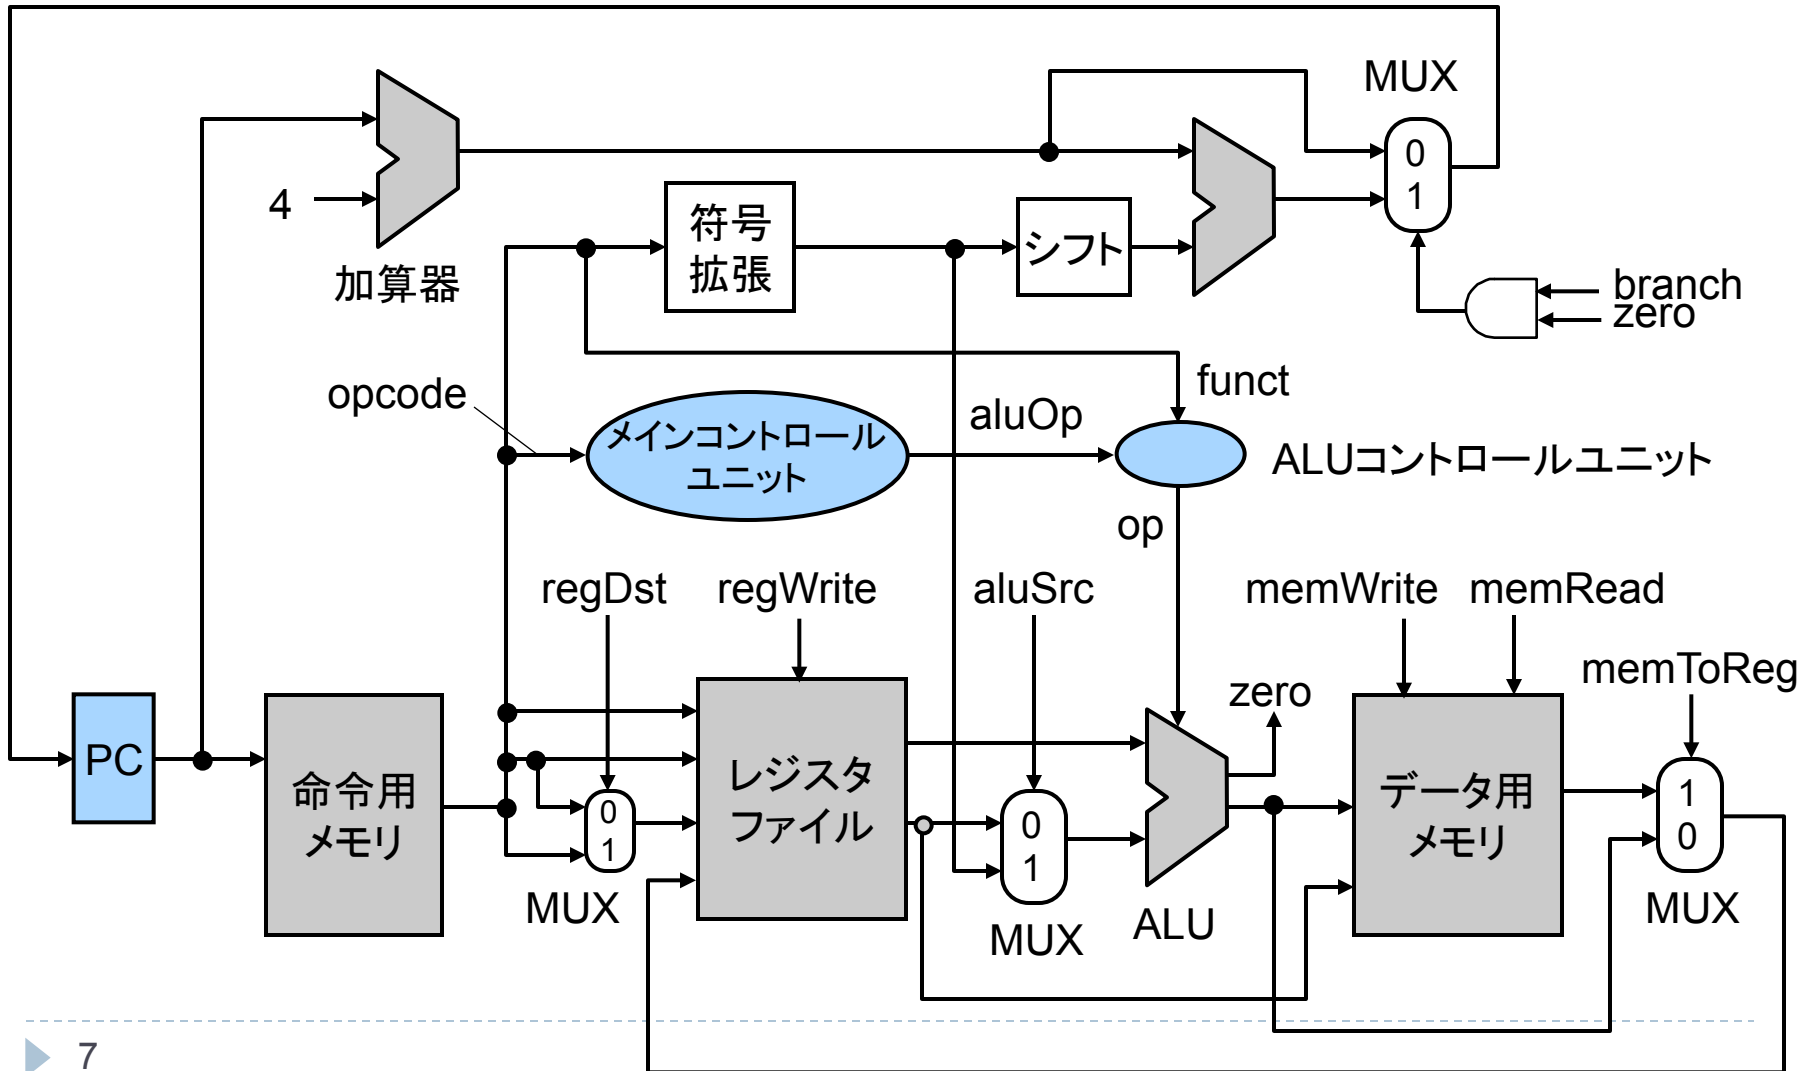 MUX
0
1
4
符号
拡張
シフト
加算器
branch
zero
opcode
メインコントロール
ユニット
aluOp
funct
ALUコントロールユニット
op
regDst
regWrite
aluSrc
memWrite
memRead
memToReg
zero
PC
命令用
メモリ
0
1
MUX
レジスタ
ファイル
0
1
MUX
ALU
データ用
メモリ
1
0
MUX
7